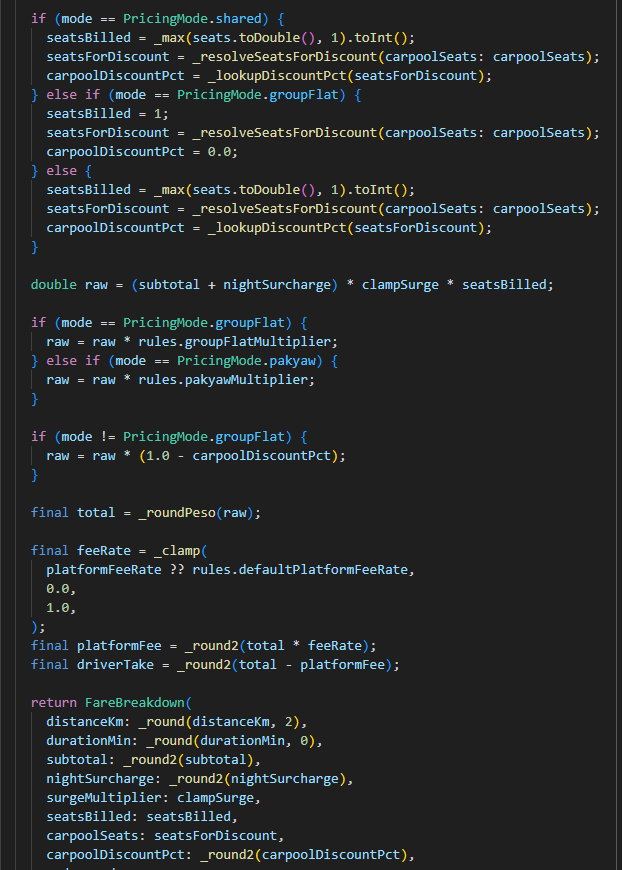 if (mode == PricingMode.shared) {
seatsBilled = _max(seats.toDouble(), 1).toInt();
seatsForDiscount = _resolveSeatsForDiscount(carpoolSeats: carpoolSeats);
carpoolDiscountPct = _lookupDiscountPct(seatsForDiscount);
} else if (mode == PricingMode.groupFlat) {
seatsBilled = 1;
seatsForDiscount = _resolveSeatsForDiscount(carpoolSeats: carpoolSeats);
carpoolDiscountPct = 0.0;
} else {
seatsBilled = _max(seats.toDouble(), 1).toInt();
seatsForDiscount = _resolveSeatsForDiscount(carpoolSeats: carpoolSeats);
carpoolDiscountPct = _lookupDiscountPct(seatsForDiscount);
}
double raw = (subtotal + nightSurcharge) * clampSurge * seatsBilled;
if (mode == PricingMode.groupFlat) {
raw = raw * rules.groupFlatMultiplier;
} else if (mode == PricingMode.pakyaw) {
raw = raw * rules.pakyawMultiplier;
}
if (mode != PricingMode.groupFlat) {
raw = raw * (1.0 - carpoolDiscountPct);
}
final total = _roundPeso(raw);
final feeRate = _clamp(
platformFeeRate ?? rules.defaultPlatformFeeRate,
0.0,
1.0,
);
final platformFee = _round2(total * feeRate);
final driverTake = _round2(total - platformFee);
return FareBreakdown(
distanceKm: _round(distanceKm, 2),
durationMin: _round(durationMin, 0),
subtotal: _round2(subtotal),
nightSurcharge: _round2(nightSurcharge),
surgeMultiplier: clampSurge,
seatsBilled: seatsBilled,
carpoolSeats: seatsForDiscount,
carpoolDiscountPct: _round2(carpoolDiscountPct),